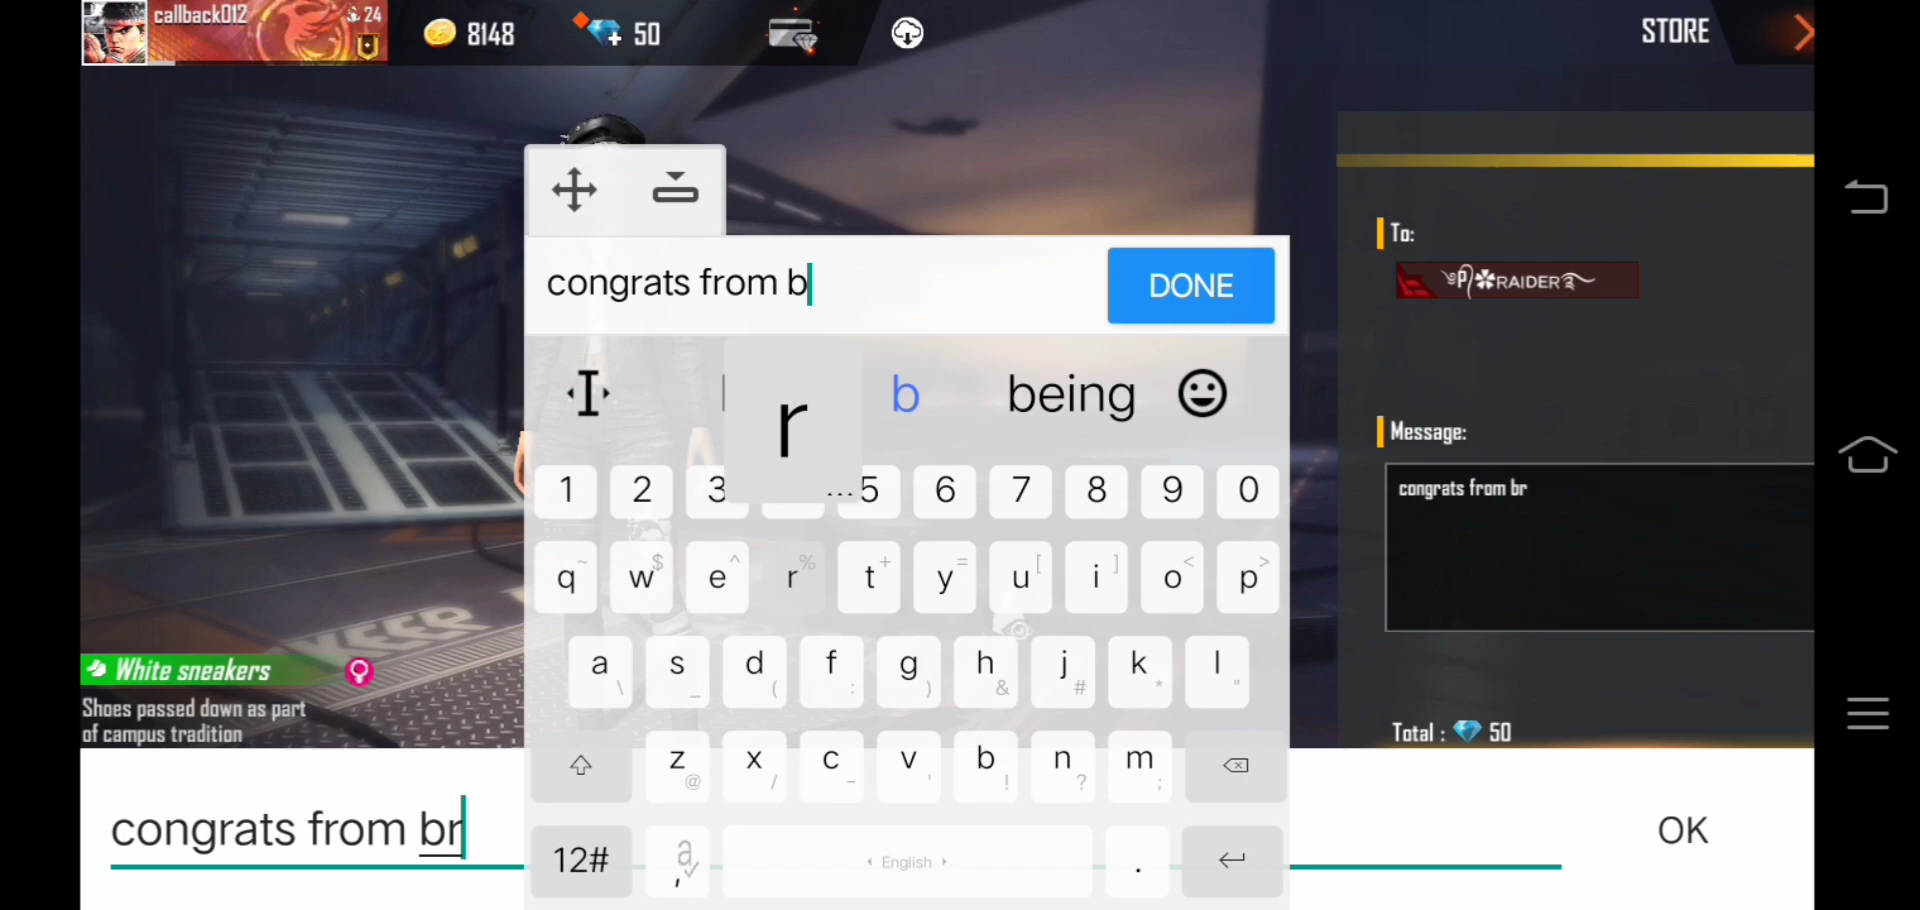 callback012
24
8148
50
STORE
congrats from b
DONE
To:
RAIDER
r
b
being
Message:
congrats from br
1 2 3 ... 5 6 7 8 9 0
~ $ ^ % + = [ ] < >
q w e r t y u i o p
a s d f g h j k l
\ _ ( : ) & # * "
z x c v b n m
@ / - ' ! ? ;
White sneakers
Shoes passed down as part
of campus tradition
KEEP
Total : 50
congrats from br
OK
12# a , English .